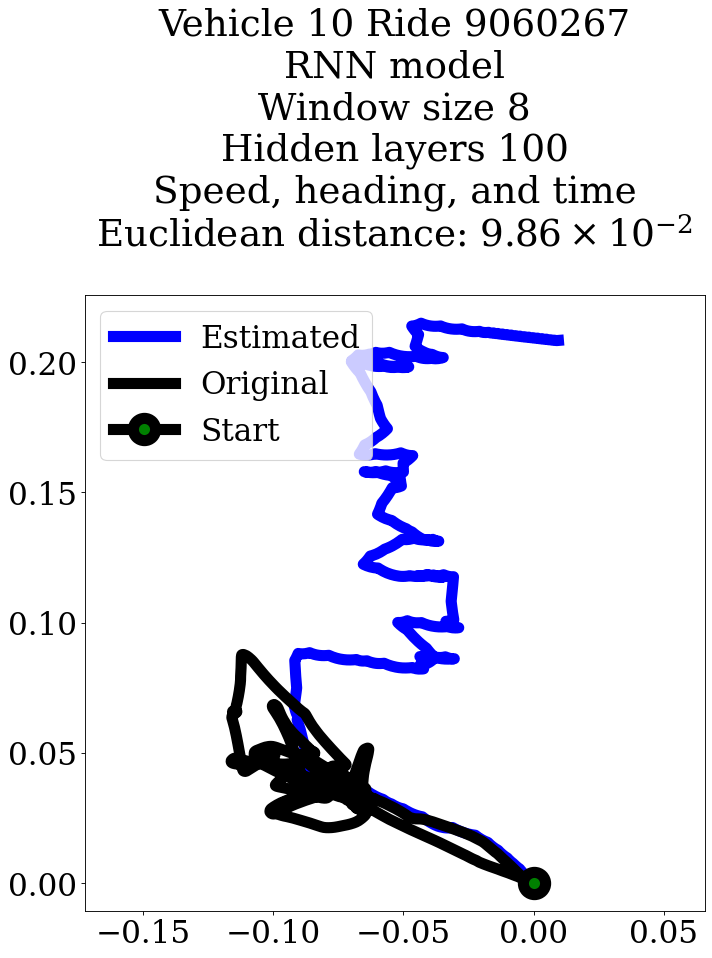 Vehicle 10 Ride 9060267
RNN model
Window size 8
Hidden layers 100
Speed, heading, and time
Euclidean distance: 9.86 × 10⁻²
Estimated
Original
Start
0.20
0.15
0.10
0.05
0.00
−0.15 −0.10 −0.05 0.00 0.05